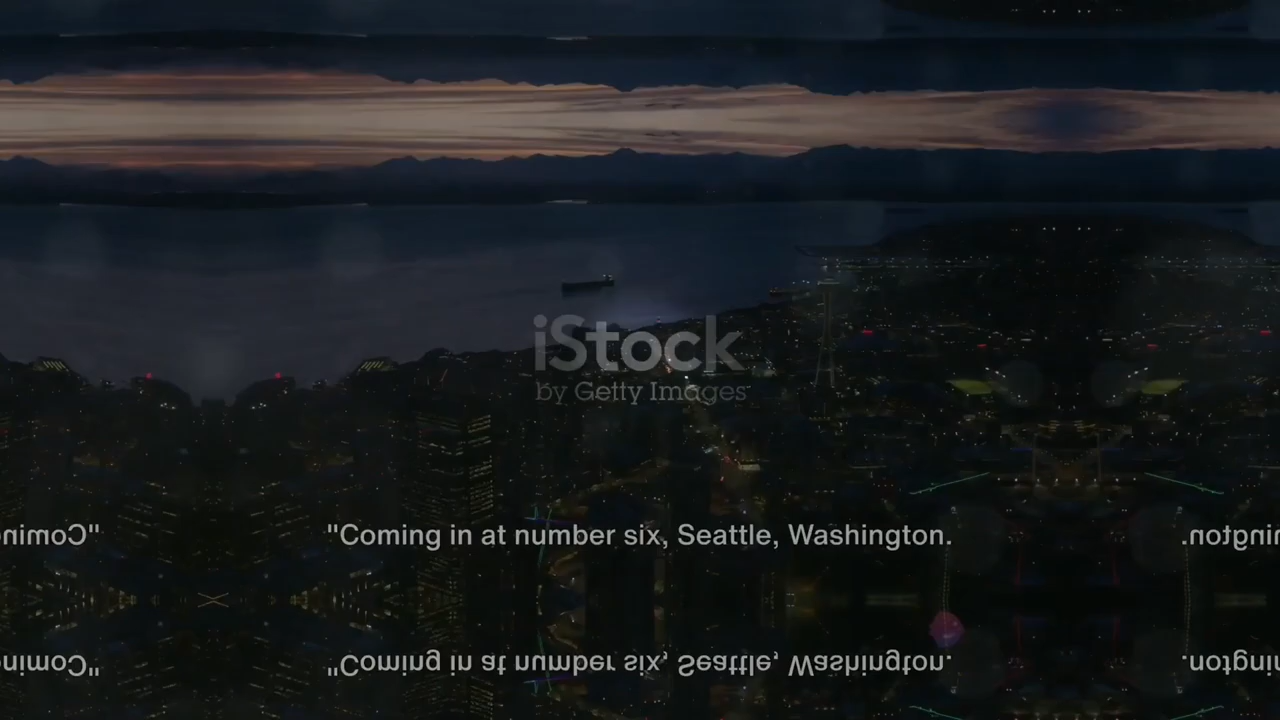 iStock
by Getty Images
"Coming in at number six, Seattle, Washington.